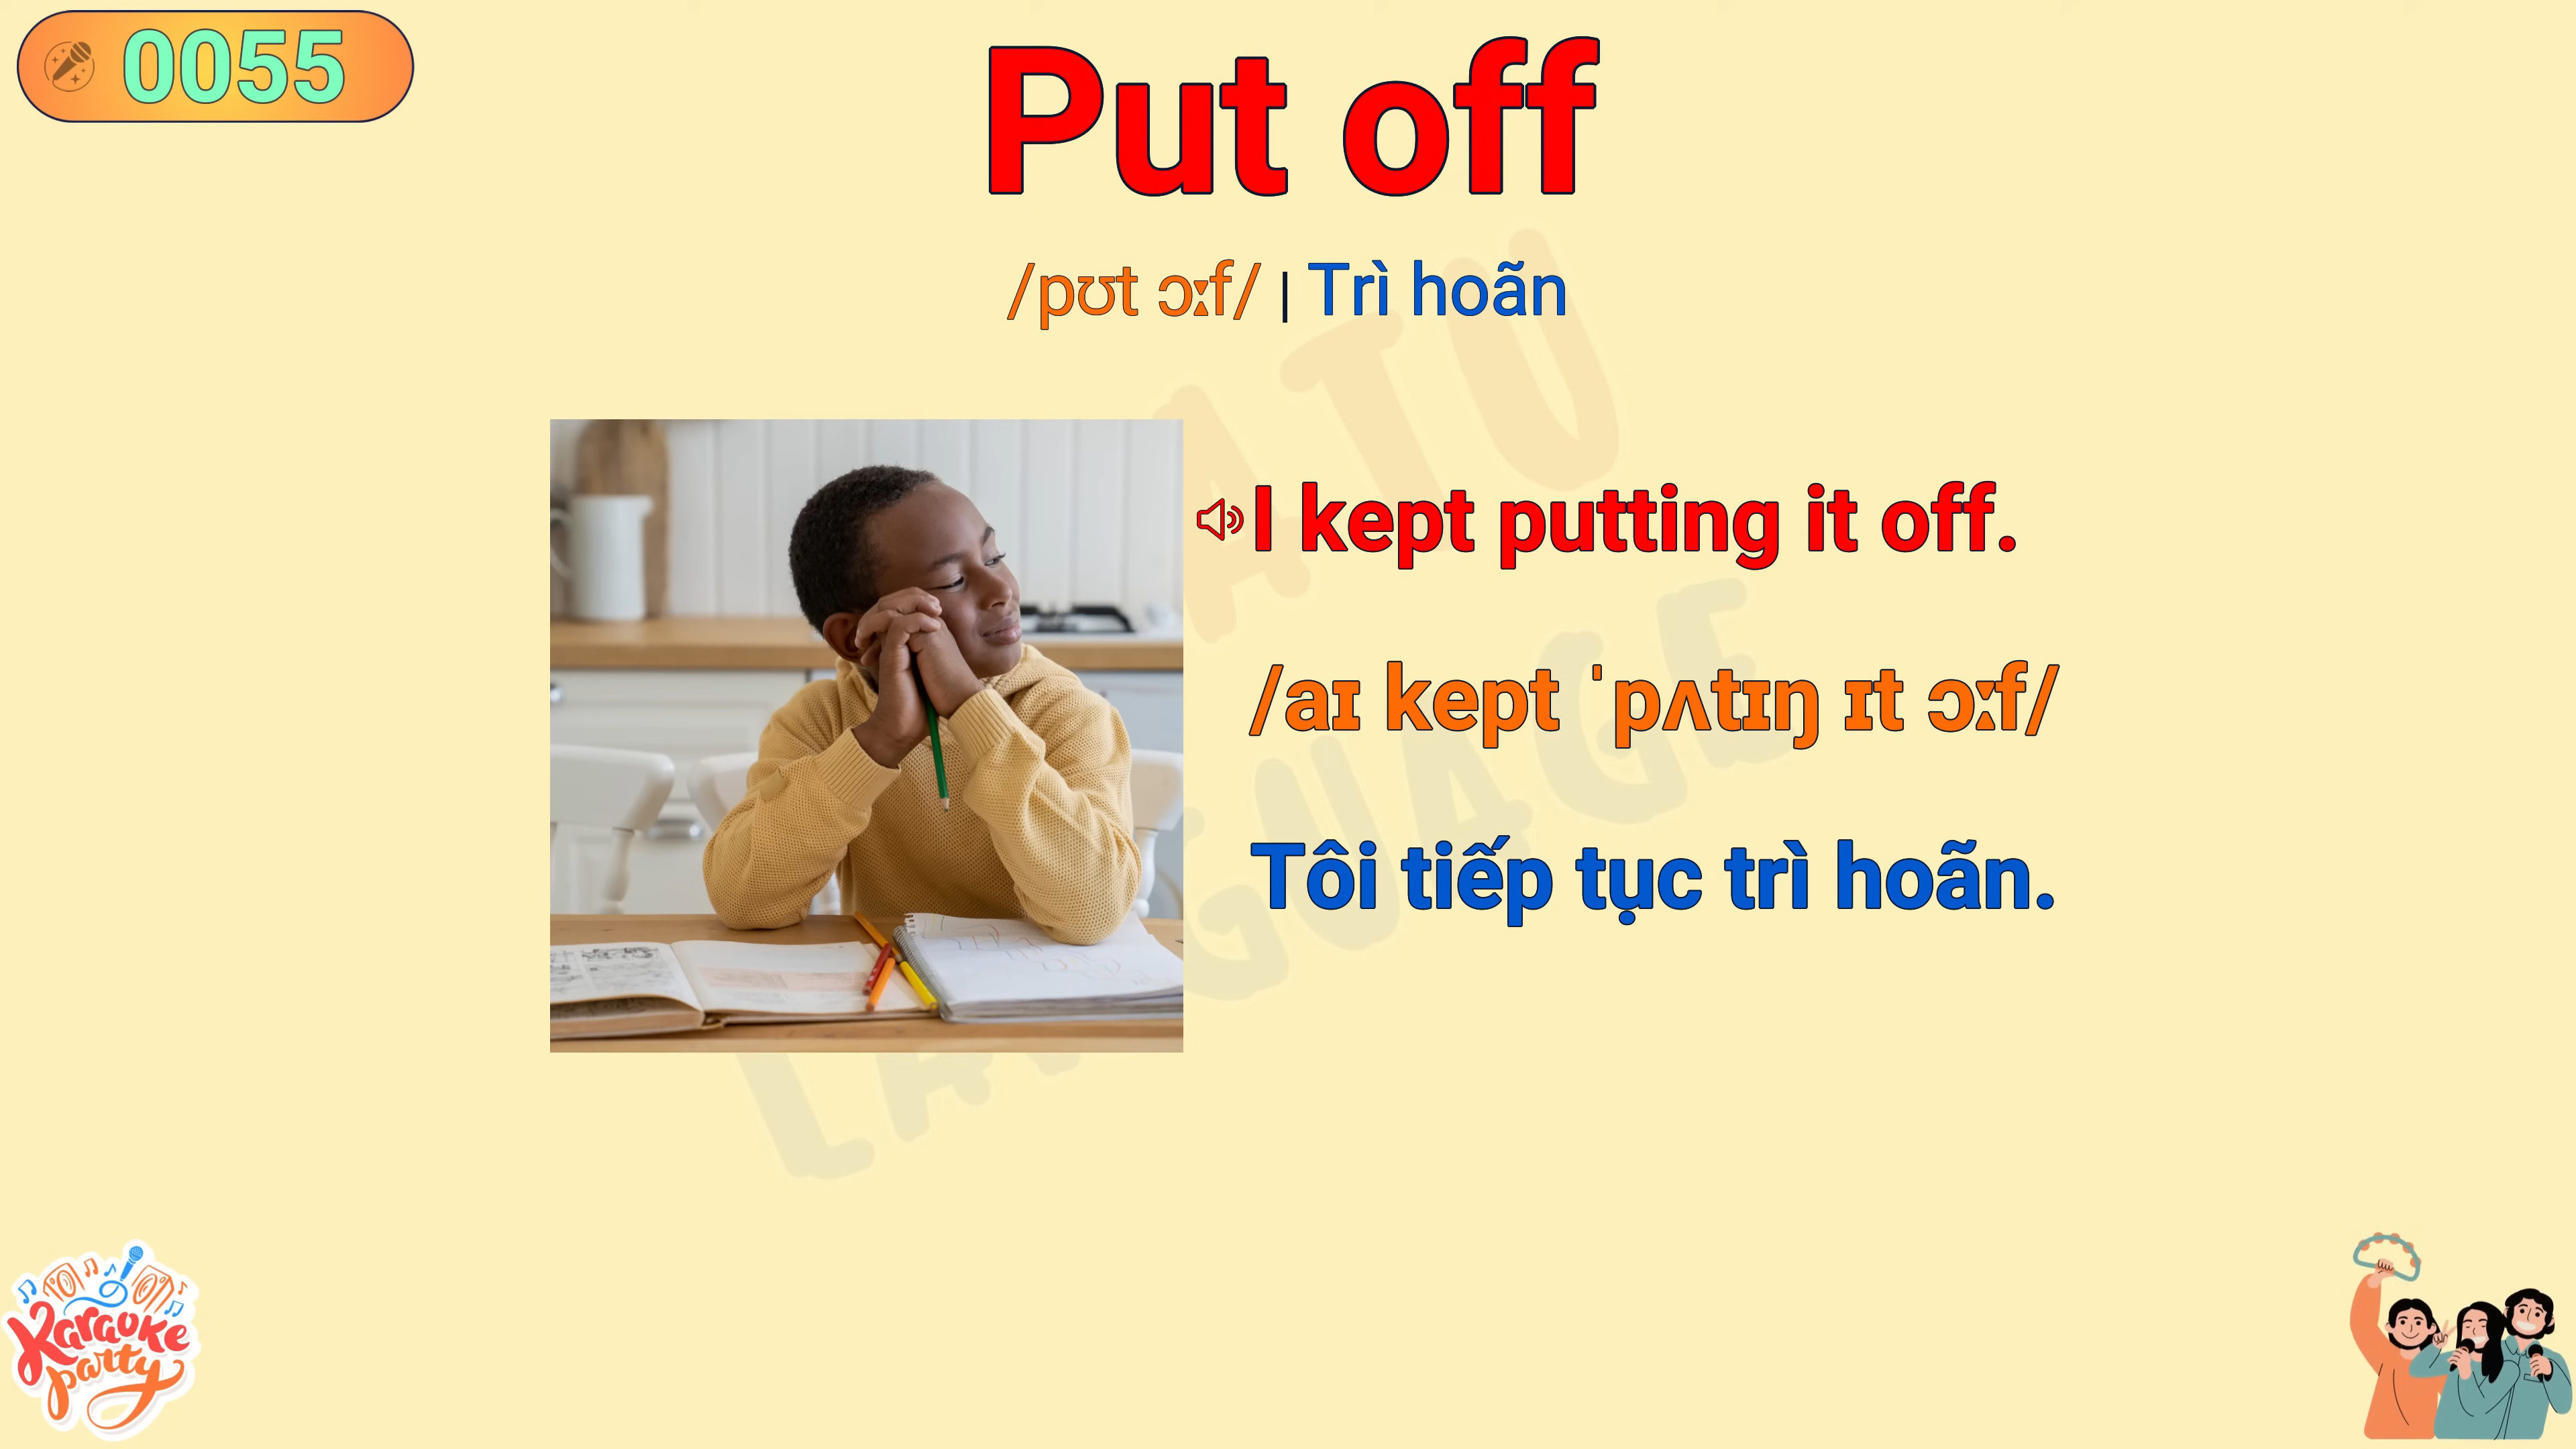 0055
Put off
/pʊt ɔːf/ | Trì hoãn
I kept putting it off.
/aɪ kept ˈpʌtɪŋ ɪt ɔːf/
Tôi tiếp tục trì hoãn.
LANGUAGE
Karaoke
party